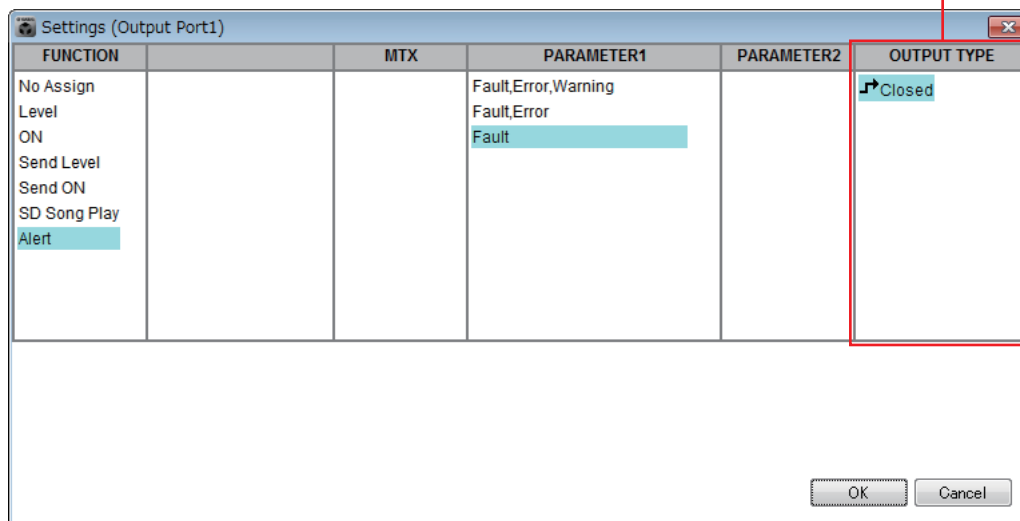 Settings (Output Port1)
FUNCTION MTX PARAMETER1 PARAMETER2 OUTPUT TYPE
No Assign
Level
ON
Send Level
Send ON
SD Song Play
Alert
Fault,Error,Warning
Fault,Error
Fault
Closed
OK Cancel